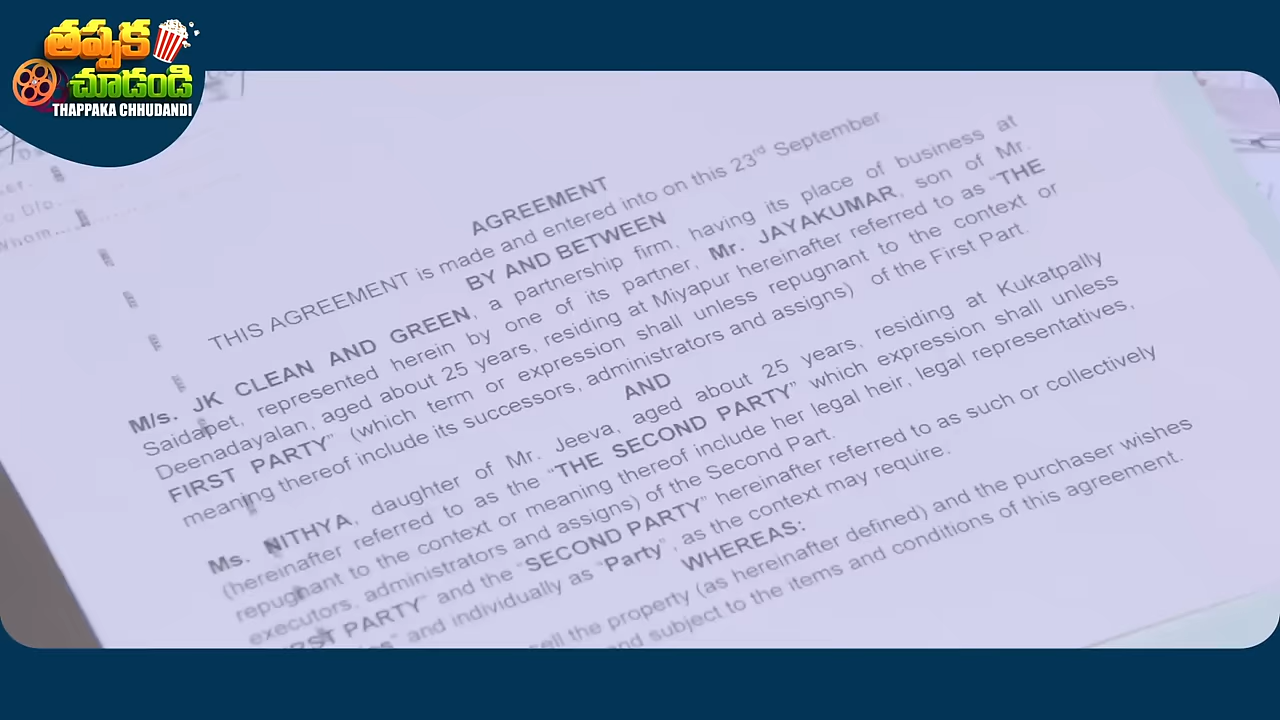 తప్పక
చూడండి
THAPPAKA CHHUDANDI
AGREEMENT
THIS AGREEMENT is made and entered into on this 23rd September
BY AND BETWEEN
M/s. JK CLEAN AND GREEN, a partnership firm, having its place of business at
Saidapet, represented herein by one of its partner, Mr. JAYAKUMAR, son of Mr.
Deenadayalan, aged about 25 years, residing at Miyapur hereinafter referred to as "THE
FIRST PARTY" (which term or expression shall unless repugnant to the context or
meaning thereof include its successors, administrators and assigns) of the First Part.
AND
Ms. NITHYA, daughter of Mr. Jeeva, aged about 25 years, residing at Kukatpally
(hereinafter referred to as the "THE SECOND PARTY" which expression shall unless
repugnant to the context or meaning thereof include her legal heir, legal representatives,
executors, administrators and assigns) of the Second Part.
PARTY" and the "SECOND PARTY" hereinafter referred to as such or collectively
and individually as "Party", as the context may require.
WHEREAS:
sell the property (as hereinafter defined) and the purchaser wishes
and subject to the items and conditions of this agreement.